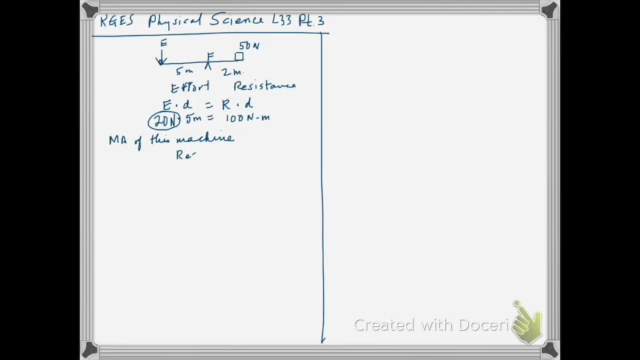 KGES Physical Science L33 Pt. 3
E
50N
F
5m 2m
Effort Resistance
E · d = R · d
20N · 5m = 100 N-m
MA of this machine
Re
Created with Doceri